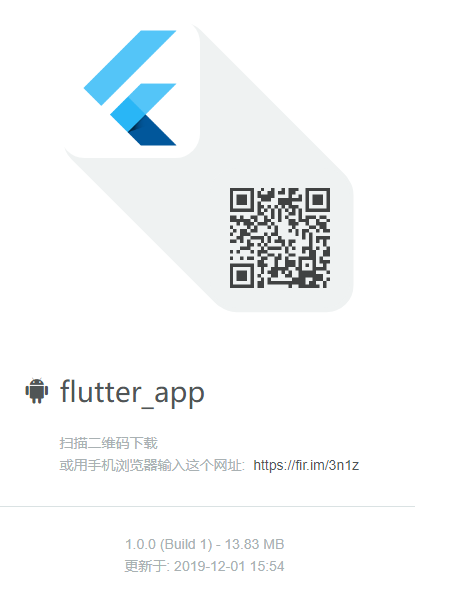 flutter_app
扫描二维码下载
或用手机浏览器输入这个网址: https://fir.im/3n1z
1.0.0 (Build 1) - 13.83 MB
更新于: 2019-12-01 15:54